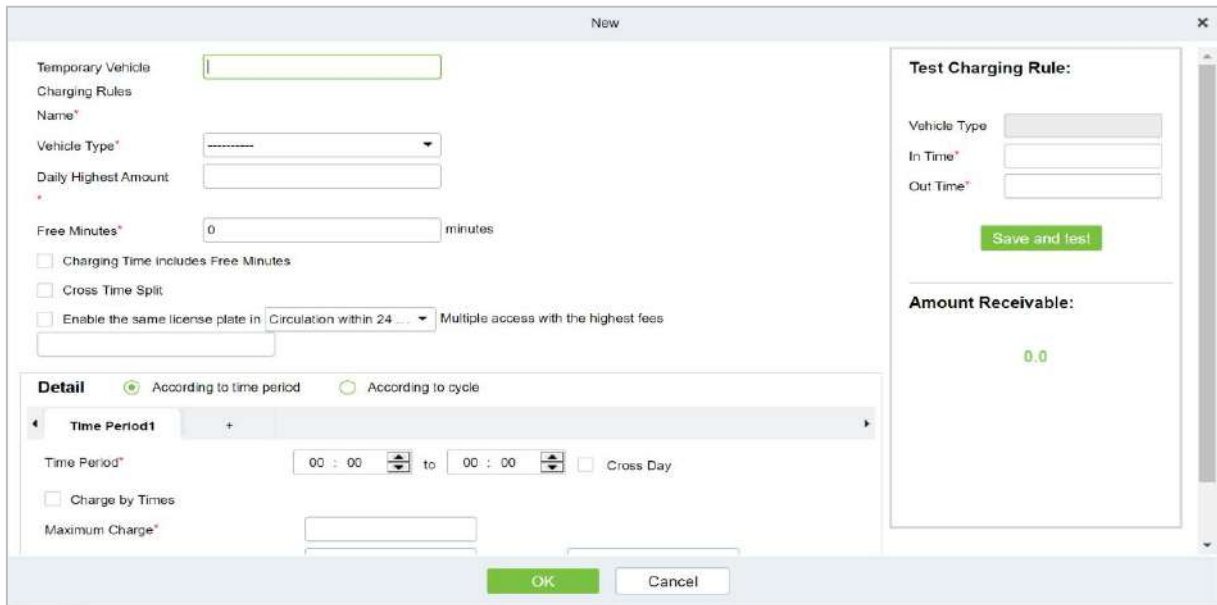 New
Temporary Vehicle
Charging Rules
Name*
Vehicle Type* ----------
Daily Highest Amount
*
Free Minutes* 0 minutes
Charging Time includes Free Minutes
Cross Time Split
Enable the same license plate in Circulation within 24 ... Multiple access with the highest fees
Detail According to time period According to cycle
Time Period1 +
Time Period* 00 : 00 to 00 : 00 Cross Day
Charge by Times
Maximum Charge*
Test Charging Rule:
Vehicle Type
In Time*
Out Time*
Save and test
Amount Receivable:
0.0
OK Cancel